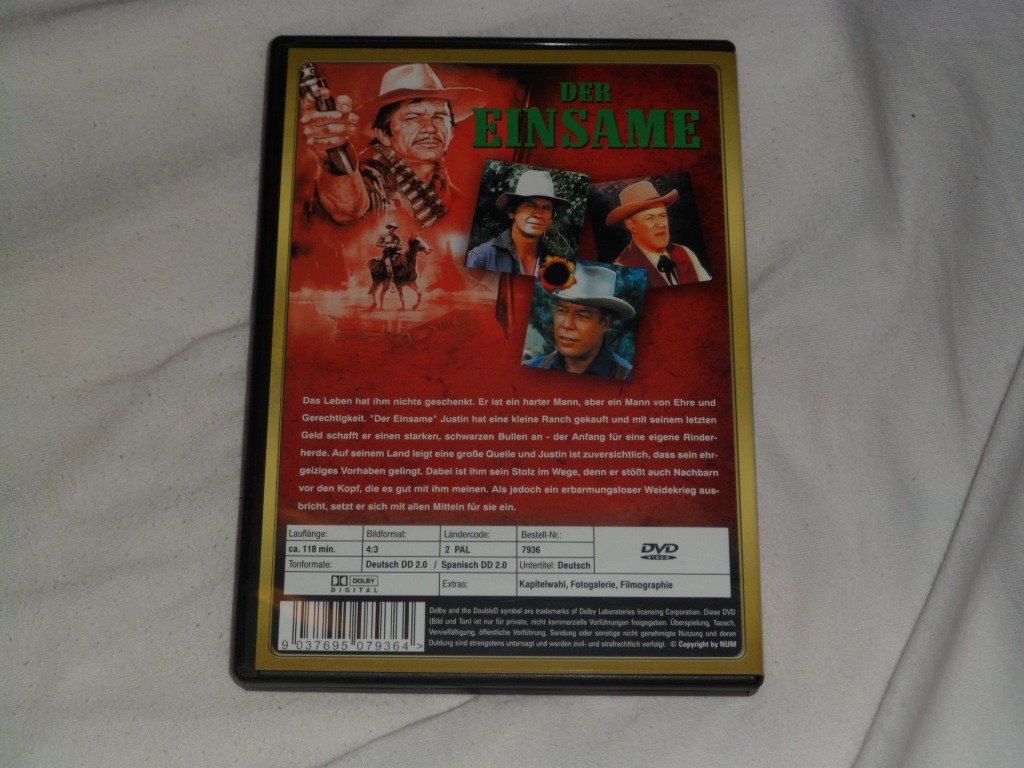 DER
EINSAME
Das Leben hat ihm nichts geschenkt. Er ist ein harter Mann, aber ein Mann von Ehre und
Gerechtigkeit. "Der Einsame" Justin hat eine kleine Ranch gekauft und mit seinem letzten
Geld schafft er einen starken, schwarzen Bullen an - der Anfang für eine eigene Rinder-
herde. Auf seinem Land leigt eine große Quelle und Justin ist zuversichtlich, dass sein ehr-
geiziges Vorhaben gelingt. Dabei ist ihm sein Stolz im Wege, denn er stößt auch Nachbarn
vor den Kopf, die es gut mit ihm meinen. Als jedoch ein erbarmungsloser Weidekrieg aus-
bricht, setzt er sich mit allen Mitteln für sie ein.
Lauflänge: Bildformat: Ländercode: Bestell-Nr.:
ca. 118 min. 4:3 2 PAL 7936
DVD
VIDEO
Tonformate: Deutsch DD 2.0 / Spanisch DD 2.0 Untertitel: Deutsch
DOLBY
DIGITAL
Extras: Kapitelwahl, Fotogalerie, Filmographie
Dolby and the DoubleD symbol are trademarks of Dolby Laboratories licensing Corporation. Diese DVD
(Bild und Ton) ist nur für private, nicht kommerzielle Vorführungen freigegeben. Überspielung, Tausch,
Vervielfältigung, öffentliche Vorführung, Sendung oder sonstige nicht genehmigte Nutzung und deren
Duldung sind strengstens untersagt und werden zivil- und strafrechtlich verfolgt. © Copyright by NUM
9 037695 079364 >